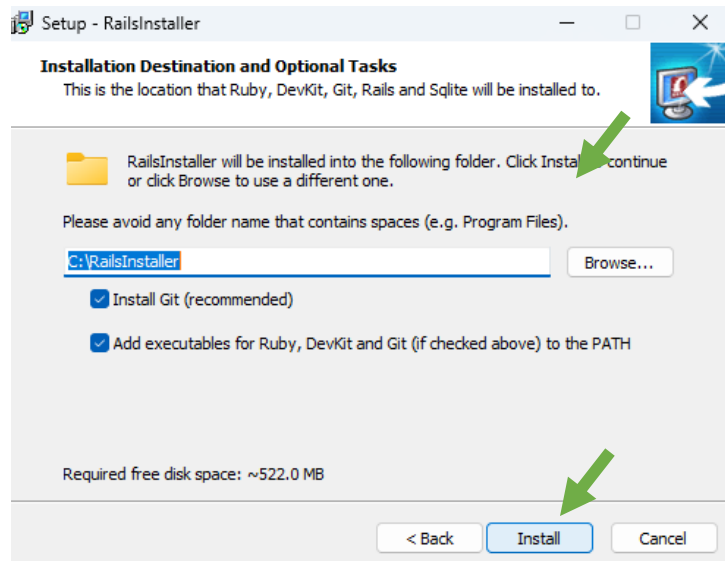 Setup - RailsInstaller
Installation Destination and Optional Tasks
This is the location that Ruby, DevKit, Git, Rails and Sqlite will be installed to.
RailsInstaller will be installed into the following folder. Click Install continue
or click Browse to use a different one.
Please avoid any folder name that contains spaces (e.g. Program Files).
C:\RailsInstaller
Browse...
Install Git (recommended)
Add executables for Ruby, DevKit and Git (if checked above) to the PATH
Required free disk space: ~522.0 MB
< Back
Install
Cancel